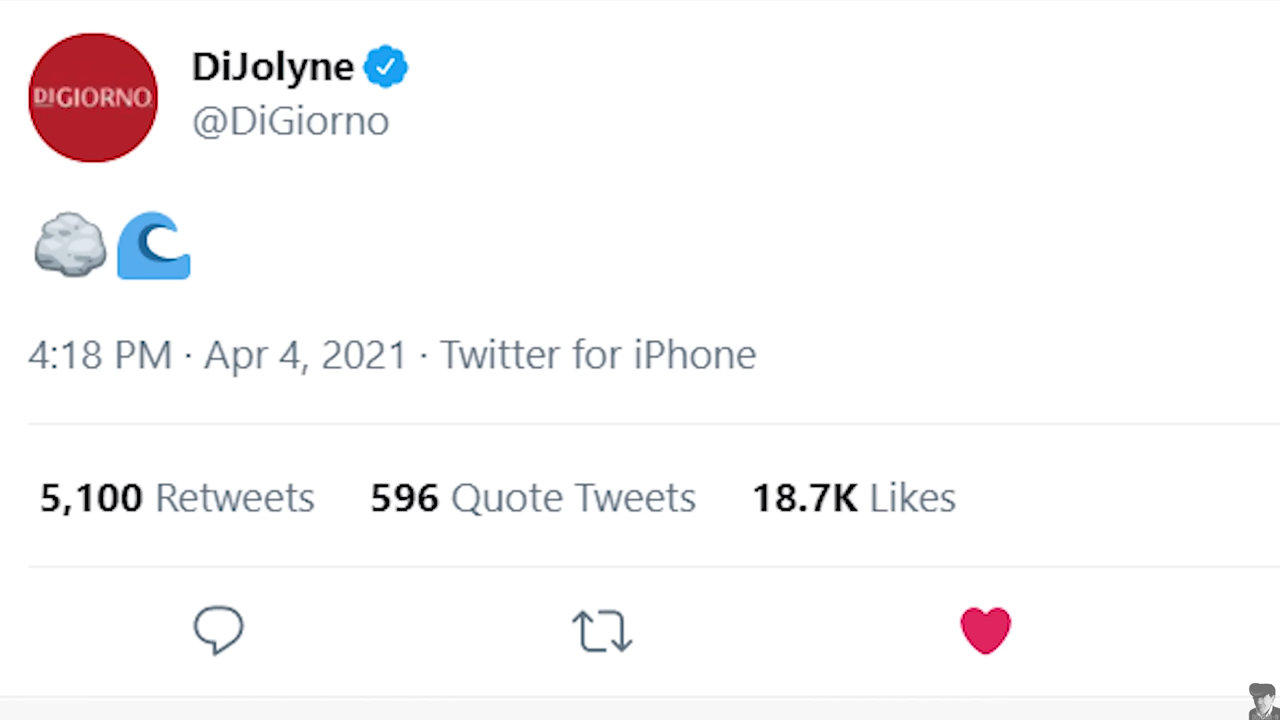 DIGIORNO
DiJolyne
@DiGiorno
🪨🌊
4:18 PM · Apr 4, 2021 · Twitter for iPhone
5,100 Retweets 596 Quote Tweets 18.7K Likes